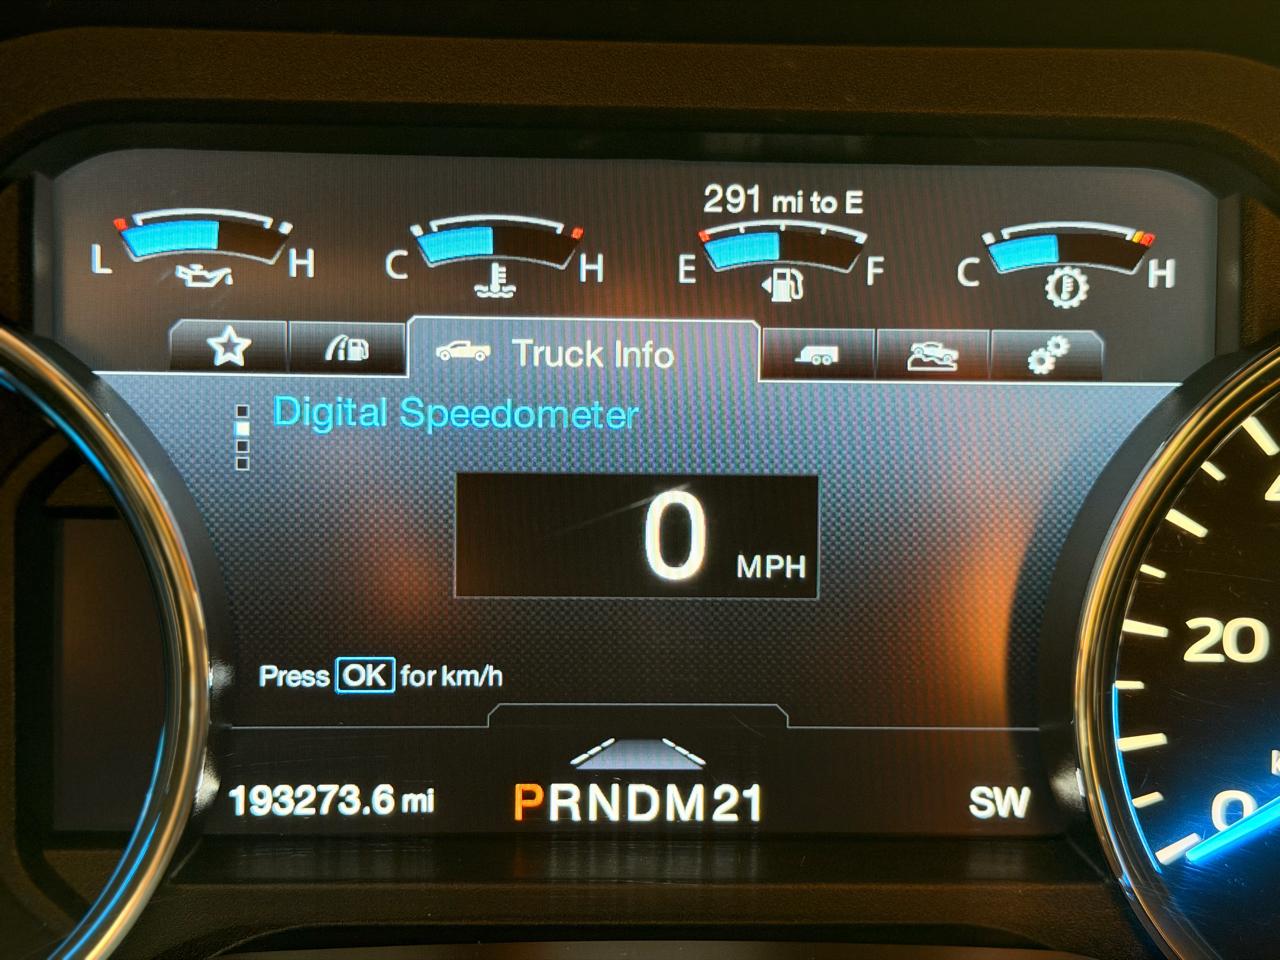 291 mi to E
L H C H E F C H
Truck Info
Digital Speedometer
0 MPH
20
Press OK for km/h
193273.6 mi PRNDM21 SW
0